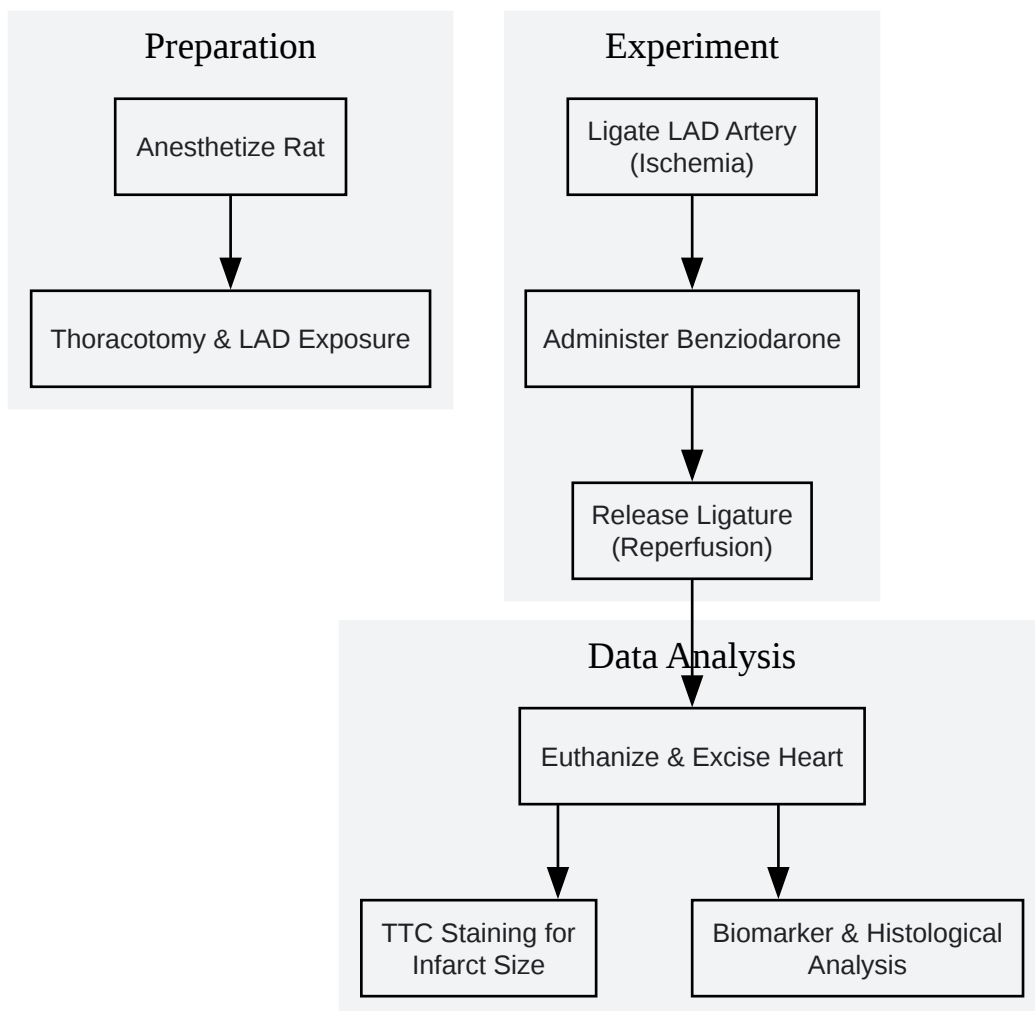 Preparation
Anesthetize Rat
Thoracotomy & LAD Exposure
Experiment
Ligate LAD Artery
(Ischemia)
Administer Benziodarone
Release Ligature
(Reperfusion)
Data Analysis
Euthanize & Excise Heart
TTC Staining for
Infarct Size
Biomarker & Histological
Analysis